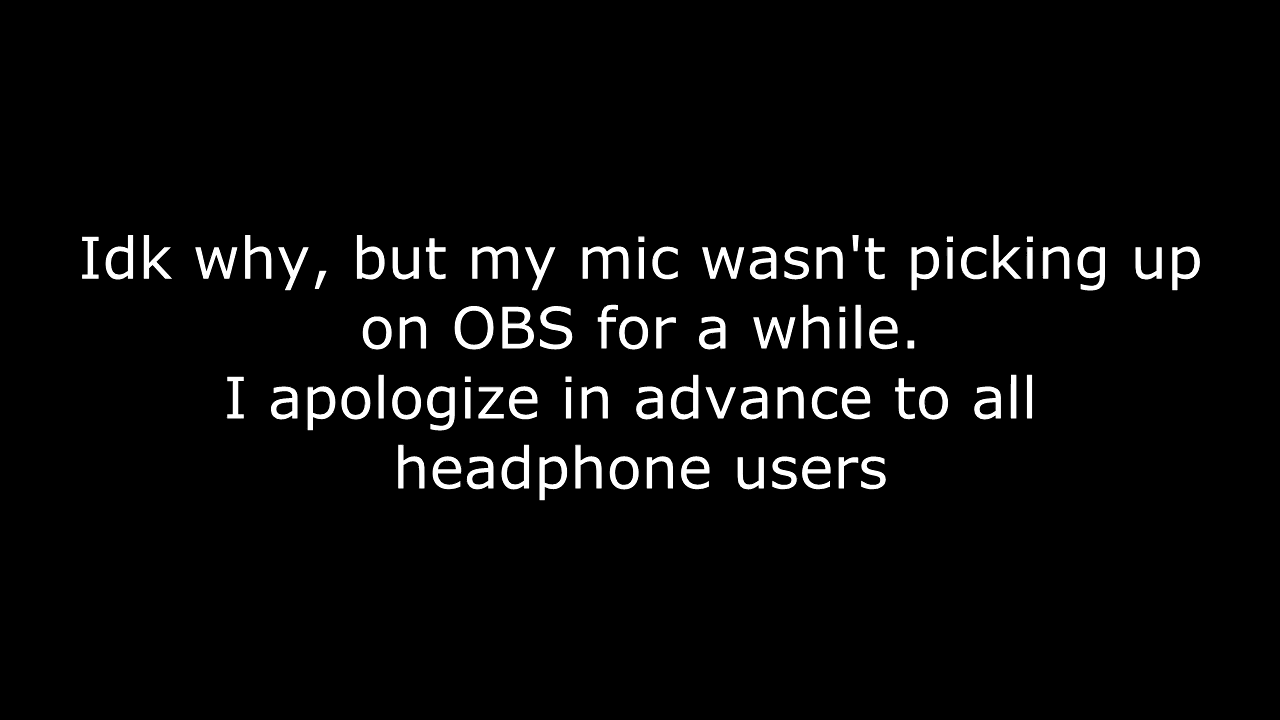 Idk why, but my mic wasn't picking up
on OBS for a while.
I apologize in advance to all
headphone users